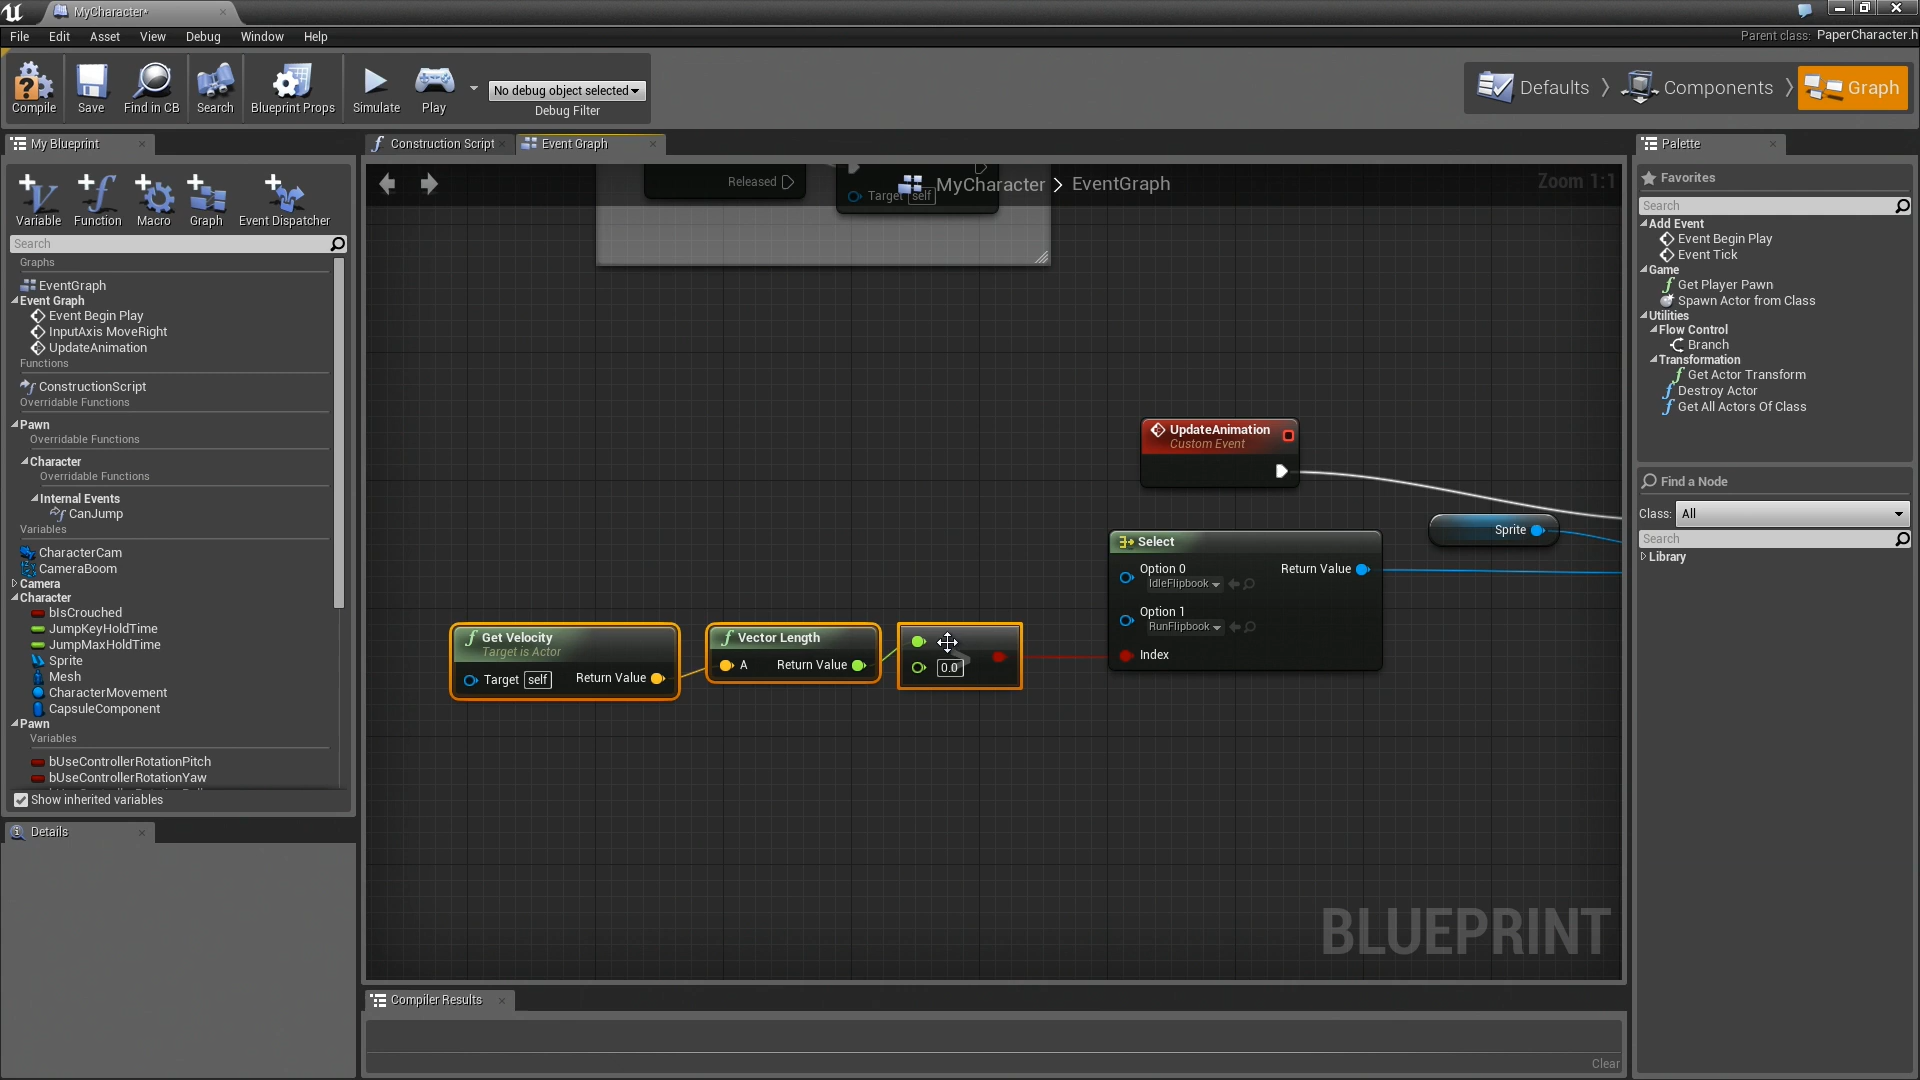 MyCharacter*
File Edit Asset View Debug Window Help
Parent class: PaperCharacter.h
Compile Save Find in CB Search Blueprint Props Simulate Play
No debug object selected
Debug Filter
Defaults Components Graph
My Blueprint
Variable Function Macro Graph Event Dispatcher
Search
Graphs
EventGraph
Event Graph
Event Begin Play
InputAxis MoveRight
UpdateAnimation
Functions
ConstructionScript
Overridable Functions
Pawn
Overridable Functions
Character
Overridable Functions
Internal Events
CanJump
Variables
CharacterCam
CameraBoom
Camera
Character
bIsCrouched
JumpKeyHoldTime
JumpMaxHoldTime
Sprite
Mesh
CharacterMovement
CapsuleComponent
Pawn
Variables
bUseControllerRotationPitch
bUseControllerRotationYaw
Show inherited variables
Details
Construction Script
Event Graph
MyCharacter > EventGraph
Zoom 1:1
Released
Target self
UpdateAnimation
Custom Event
Sprite
Select
Option 0
IdleFlipbook
Return Value
Option 1
RunFlipbook
Index
Get Velocity
Target is Actor
Target self
Return Value
Vector Length
A Return Value
0.0
BLUEPRINT
Compiler Results
Clear
Palette
Favorites
Search
Add Event
Event Begin Play
Event Tick
Game
Get Player Pawn
Spawn Actor from Class
Utilities
Flow Control
Branch
Transformation
Get Actor Transform
Destroy Actor
Get All Actors Of Class
Find a Node
Class: All
Search
Library